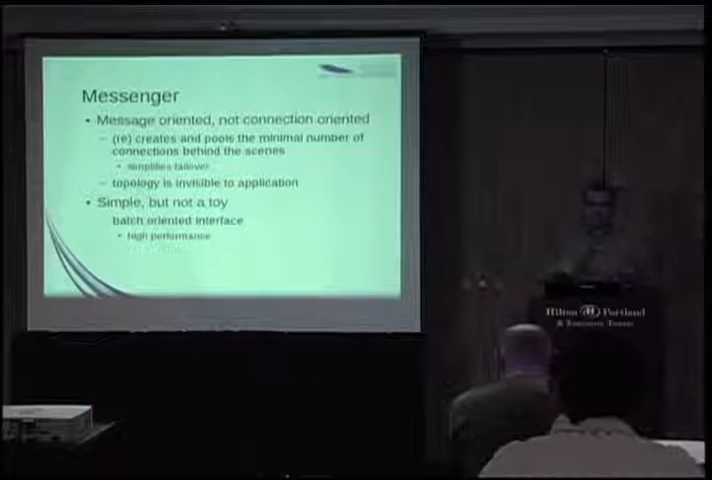 Messenger
• Message oriented, not connection oriented
– (re) creates and pools the minimal number of
connections behind the scenes
• simplifies failover
– topology is invisible to application
• Simple, but not a toy
batch oriented interface
• high performance
Hilton Portland
& Executive Tower